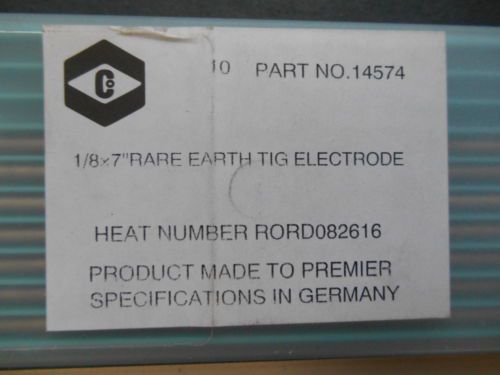 Co
10 PART NO.14574
1/8×7"RARE EARTH TIG ELECTRODE
HEAT NUMBER RORD082616
PRODUCT MADE TO PREMIER
SPECIFICATIONS IN GERMANY